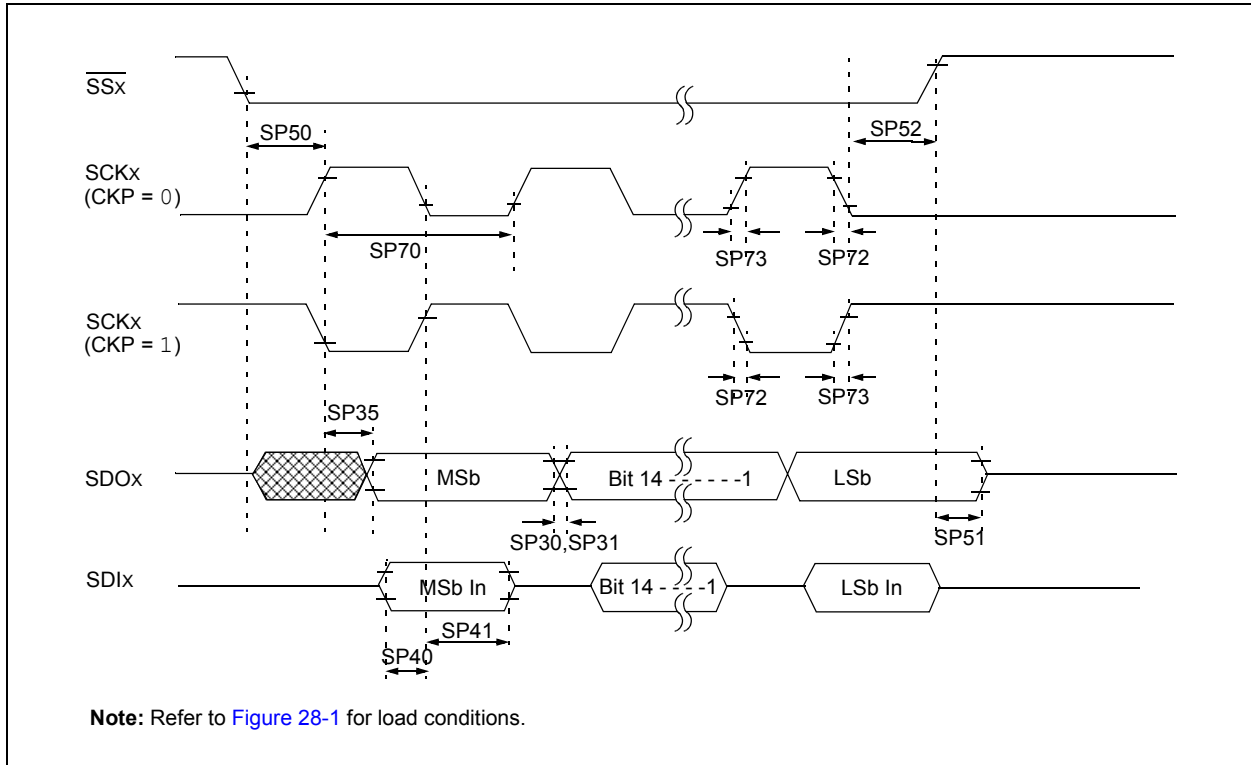 SSx
SP50
SP52
SCKx
(CKP = 0)
SP70
SP73
SP72
SCKx
(CKP = 1)
SP72
SP73
SP35
SDOx
MSb
Bit 14 - - - - - -1
LSb
SP30,SP31
SP51
SDIx
MSb In
Bit 14 - - - -1
LSb In
SP41
SP40
Note: Refer to Figure 28-1 for load conditions.